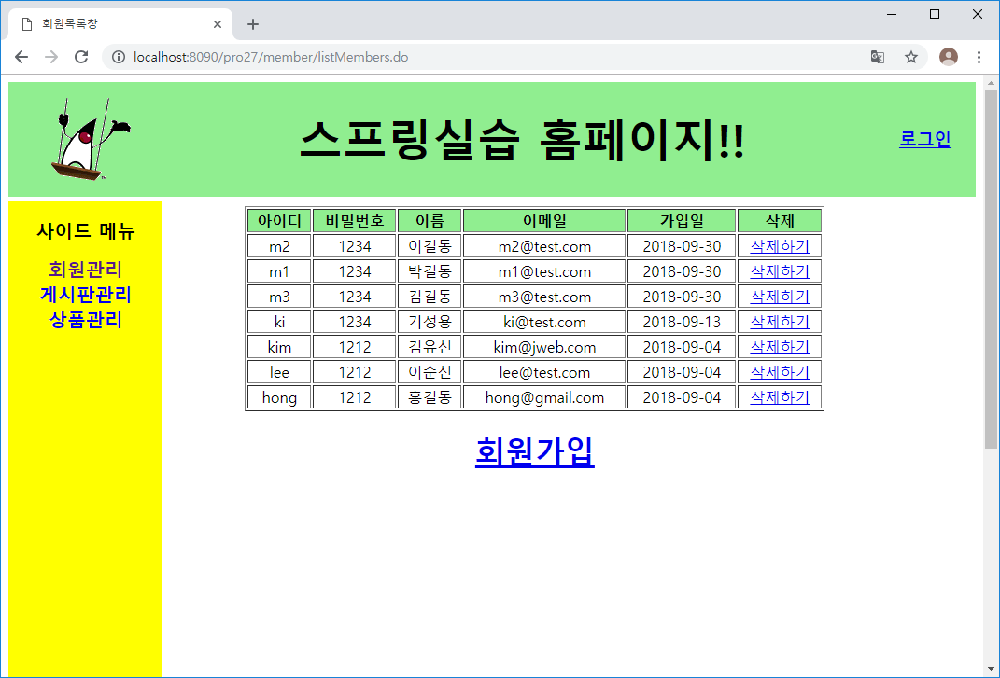 회원목록창
localhost:8090/pro27/member/listMembers.do
스프링실습 홈페이지!!
로그인
TM
사이드 메뉴
회원관리
게시판관리
상품관리
아이디 비밀번호 이름 이메일 가입일 삭제
m2 1234 이길동 m2@test.com 2018-09-30 삭제하기
m1 1234 박길동 m1@test.com 2018-09-30 삭제하기
m3 1234 김길동 m3@test.com 2018-09-30 삭제하기
ki 1234 기성용 ki@test.com 2018-09-13 삭제하기
kim 1212 김유신 kim@jweb.com 2018-09-04 삭제하기
lee 1212 이순신 lee@test.com 2018-09-04 삭제하기
hong 1212 홍길동 hong@gmail.com 2018-09-04 삭제하기
회원가입